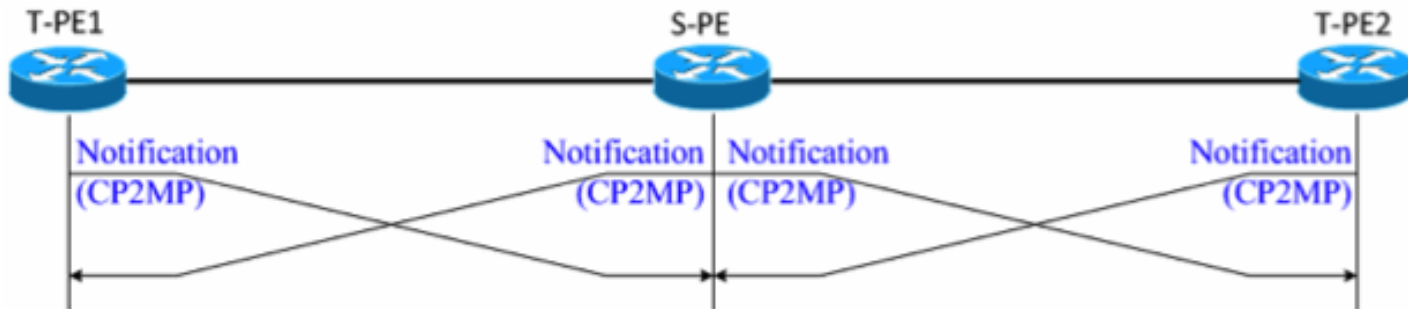 T-PE1
S-PE
T-PE2
Notification
(CP2MP)
Notification
(CP2MP)
Notification
(CP2MP)
Notification
(CP2MP)